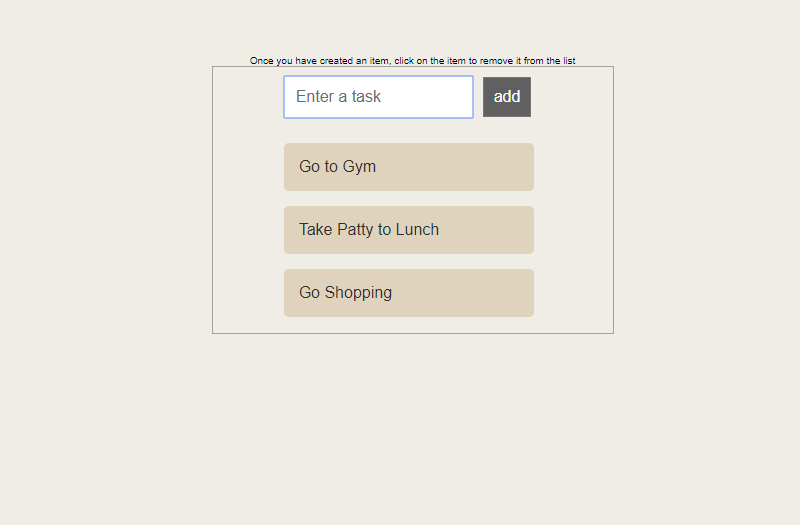 Once you have created an item, click on the item to remove it from the list
Enter a task
add
Go to Gym
Take Patty to Lunch
Go Shopping